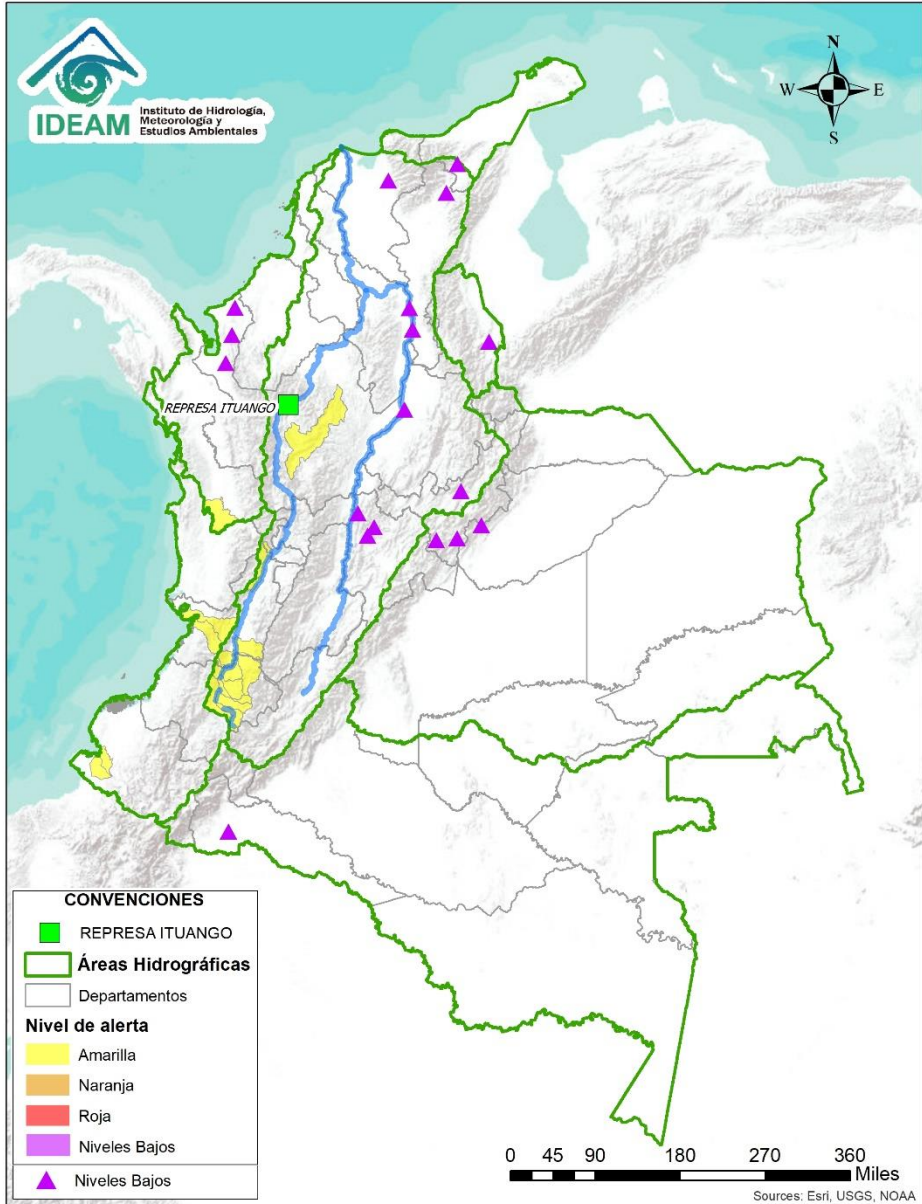 IDEAM
Instituto de Hidrología,
Meteorología y
Estudios Ambientales
N
W E
S
REPRESA ITUANGO
CONVENCIONES
REPRESA ITUANGO
Áreas Hidrográficas
Departamentos
Nivel de alerta
Amarilla
Naranja
Roja
Niveles Bajos
Niveles Bajos
0 45 90 180 270 360
Miles
Sources: Esri, USGS, NOAA